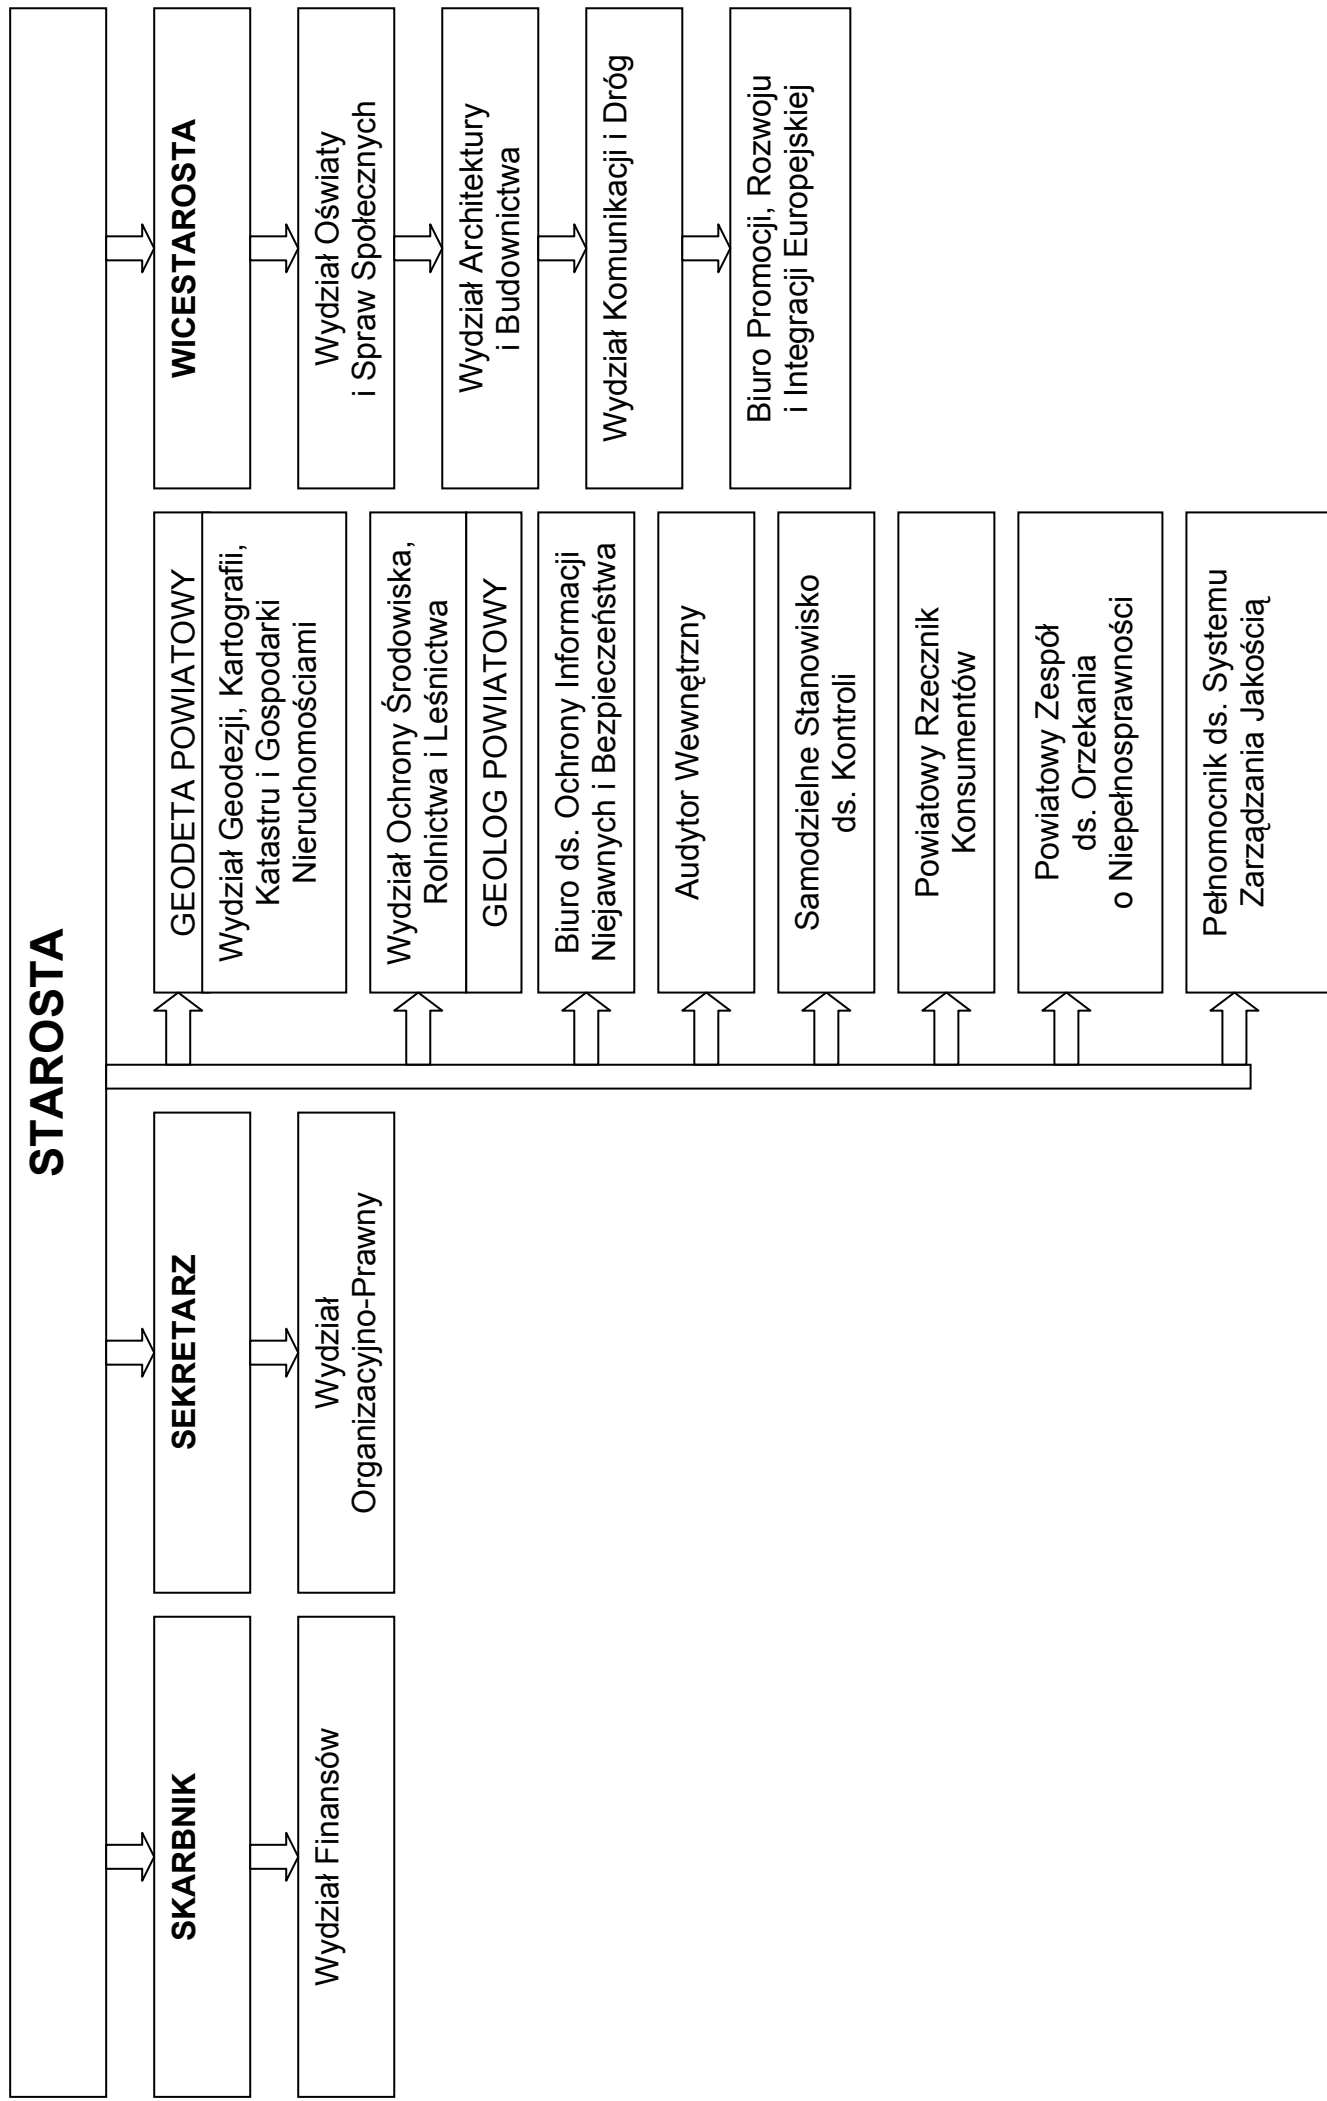 STAROSTA
SKARBNIK
Wydział Finansów
SEKRETARZ
Wydział
Organizacyjno-Prawny
GEODETA POWIATOWY
Wydział Geodezji, Kartografii,
Katastru i Gospodarki
Nieruchomościami
Wydział Ochrony Środowiska,
Rolnictwa i Leśnictwa
GEOLOG POWIATOWY
Biuro ds. Ochrony Informacji
Niejawnych i Bezpieczeństwa
Audytor Wewnętrzny
Samodzielne Stanowisko
ds. Kontroli
Powiatowy Rzecznik
Konsumentów
Powiatowy Zespół
ds. Orzekania
o Niepełnosprawności
Pełnomocnik ds. Systemu
Zarządzania Jakością
WICESTAROSTA
Wydział Oświaty
i Spraw Społecznych
Wydział Architektury
i Budownictwa
Wydział Komunikacji i Dróg
Biuro Promocji, Rozwoju
i Integracji Europejskiej